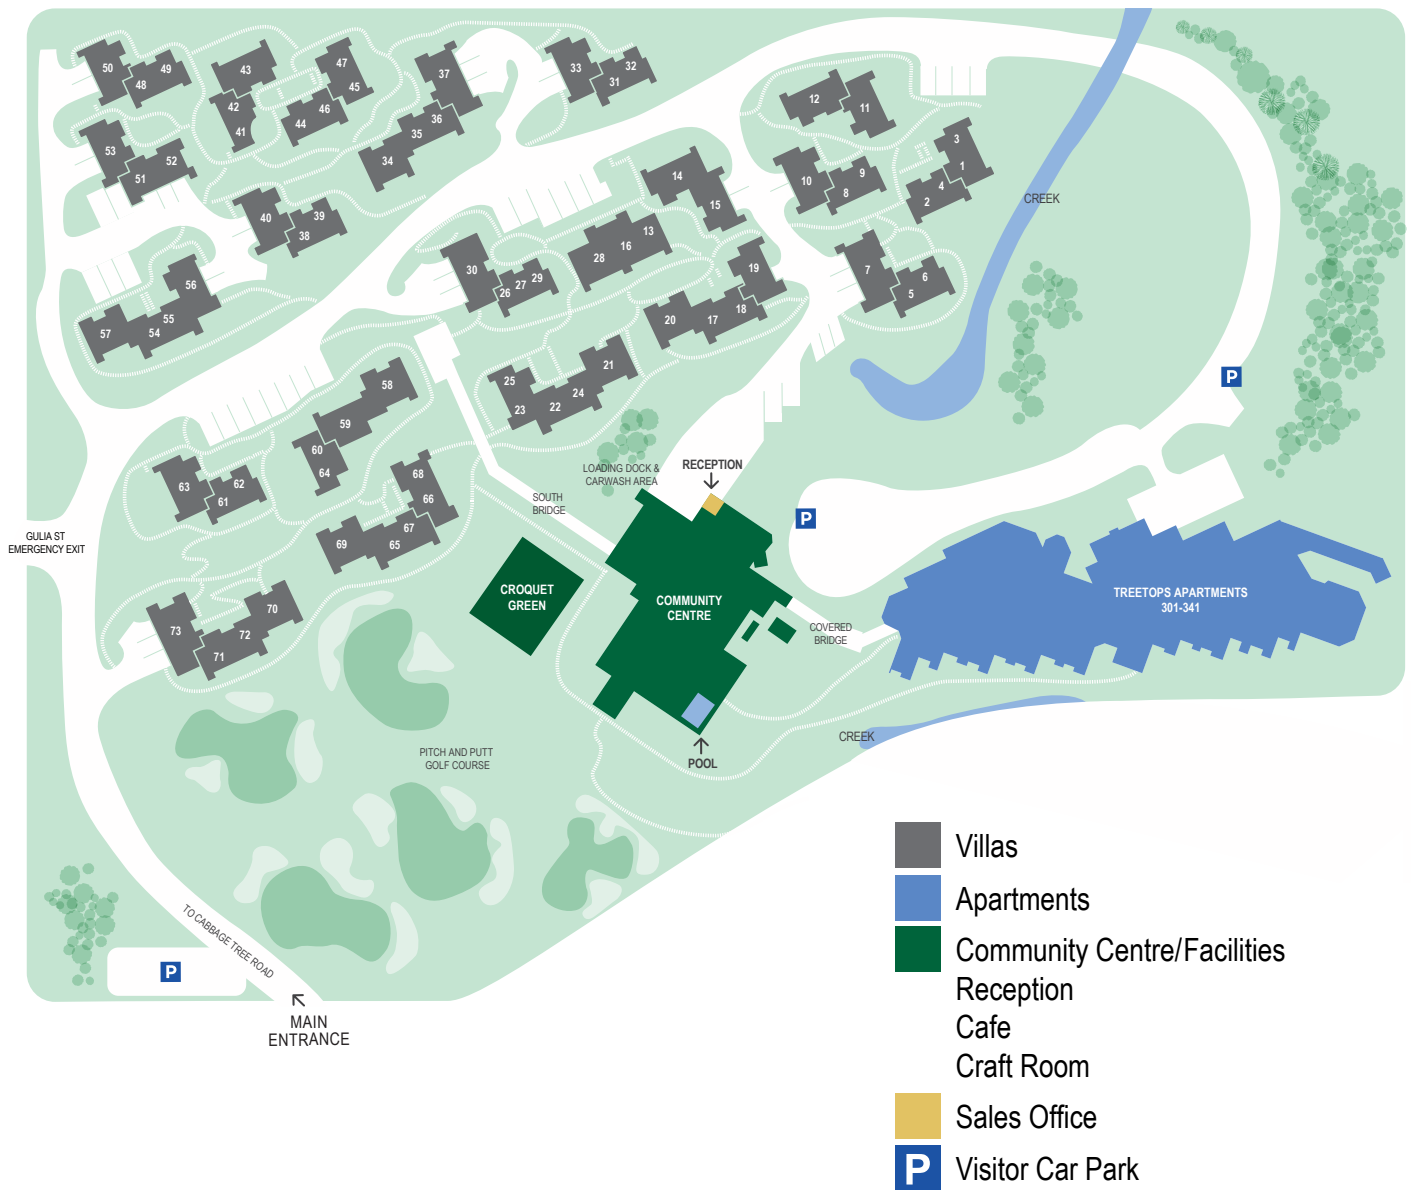 50
49
48
43
42
41
47
45
46
44
37
36
35
34
33
32
31
53
52
51
40
39
38
12
11
3
1
4
2
10
9
8
14
15
13
16
28
30
29
27
26
19
18
17
20
7
6
5
56
55
54
57
25
23
22
24
21
58
59
60
64
63
62
61
68
66
67
65
69
70
72
71
73
CREEK
P
LOADING DOCK &
CARWASH AREA
RECEPTION
SOUTH
BRIDGE
P
GULIA ST
EMERGENCY EXIT
CROQUET
GREEN
COMMUNITY
CENTRE
TREETOPS APARTMENTS
301-341
COVERED
BRIDGE
CREEK
PITCH AND PUTT
GOLF COURSE
POOL
TO CABBAGE TREE ROAD
P
MAIN
ENTRANCE
Villas
Apartments
Community Centre/Facilities
Reception
Cafe
Craft Room
Sales Office
P Visitor Car Park